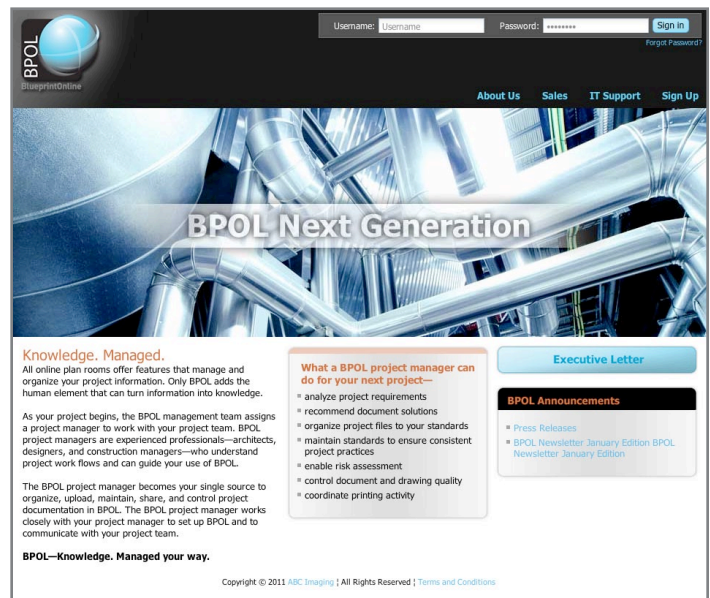 Username: Username Password: •••••••• Sign in
Forgot Password?
BPOL
BlueprintOnline
About Us Sales IT Support Sign Up
BPOL Next Generation
Knowledge. Managed.
All online plan rooms offer features that manage and
organize your project information. Only BPOL adds the
human element that can turn information into knowledge.
As your project begins, the BPOL management team assigns
a project manager to work with your project team. BPOL
project managers are experienced professionals—architects,
designers, and construction managers—who understand
project work flows and can guide your use of BPOL.
The BPOL project manager becomes your single source to
organize, upload, maintain, share, and control project
documentation in BPOL. The BPOL project manager works
closely with your project manager to set up BPOL and to
communicate with your project team.
BPOL—Knowledge. Managed your way.
What a BPOL project manager can
do for your next project—
analyze project requirements
recommend document solutions
organize project files to your standards
maintain standards to ensure consistent
project practices
enable risk assessment
control document and drawing quality
coordinate printing activity
Executive Letter
BPOL Announcements
Press Releases
BPOL Newsletter January Edition BPOL
Newsletter January Edition
Copyright © 2011 ABC Imaging ¦ All Rights Reserved ¦ Terms and Conditions